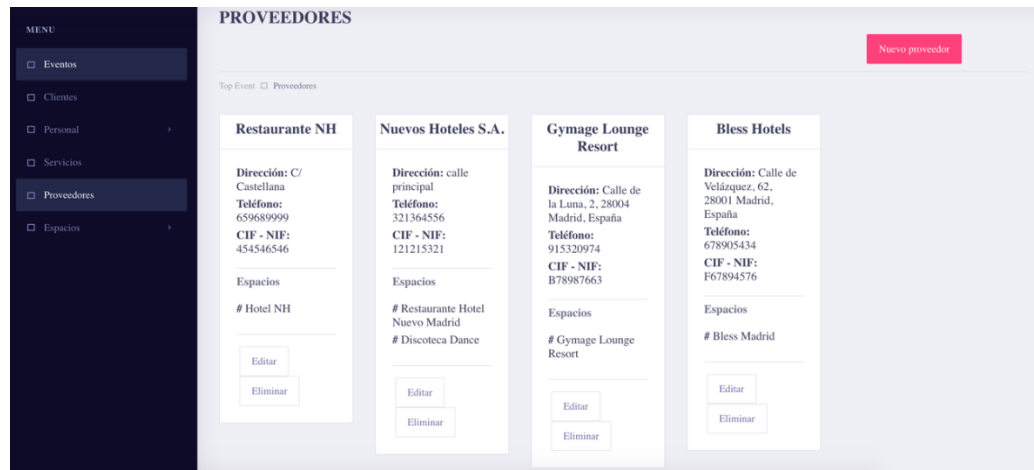 MENU
Eventos
Clientes
Personal
Servicios
Proveedores
Espacios
PROVEEDORES
Nuevo proveedor
Top Event Proveedores
Restaurante NH
Dirección: C/
Castellana
Teléfono:
659689999
CIF - NIF:
454546546
Espacios
# Hotel NH
Editar
Eliminar
Nuevos Hoteles S.A.
Dirección: calle
principal
Teléfono:
321364556
CIF - NIF:
121215321
Espacios
# Restaurante Hotel
Nuevo Madrid
# Discoteca Dance
Editar
Eliminar
Gymage Lounge
Resort
Dirección: Calle de
la Luna, 2, 28004
Madrid, España
Teléfono:
915320974
CIF - NIF:
B78987663
Espacios
# Gymage Lounge
Resort
Editar
Eliminar
Bless Hotels
Dirección: Calle de
Velázquez, 62,
28001 Madrid,
España
Teléfono:
678905434
CIF - NIF:
F67894576
Espacios
# Bless Madrid
Editar
Eliminar